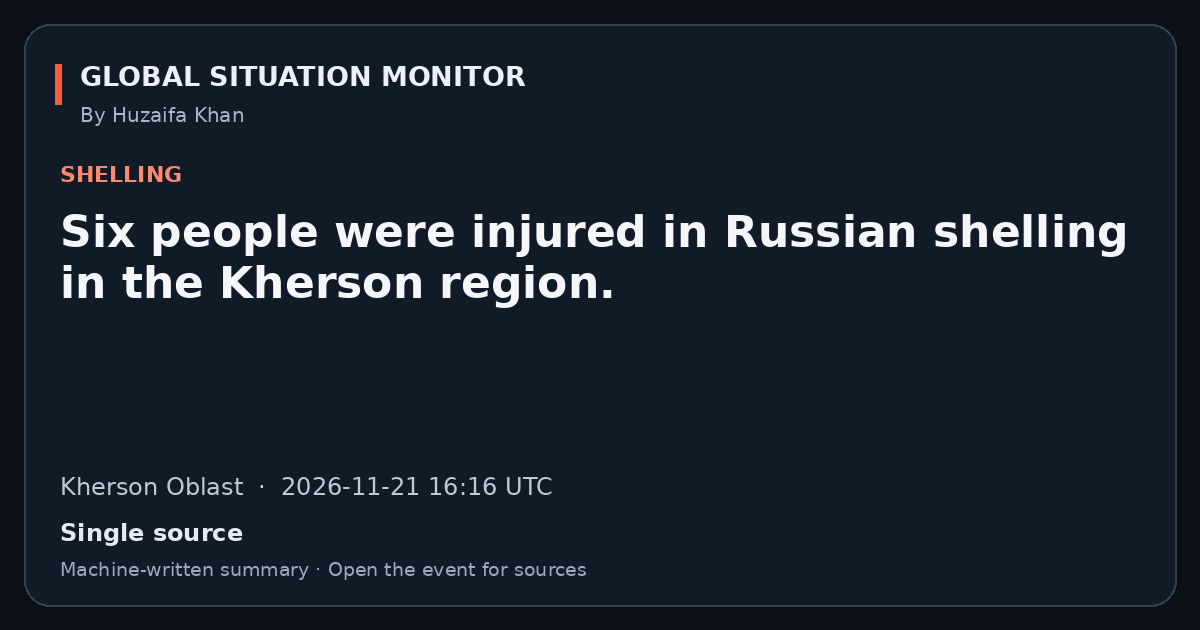 GLOBAL SITUATION MONITOR
By Huzaifa Khan
SHELLING
Six people were injured in Russian shelling
in the Kherson region.
Kherson Oblast · 2026-11-21 16:16 UTC
Single source
Machine-written summary · Open the event for sources